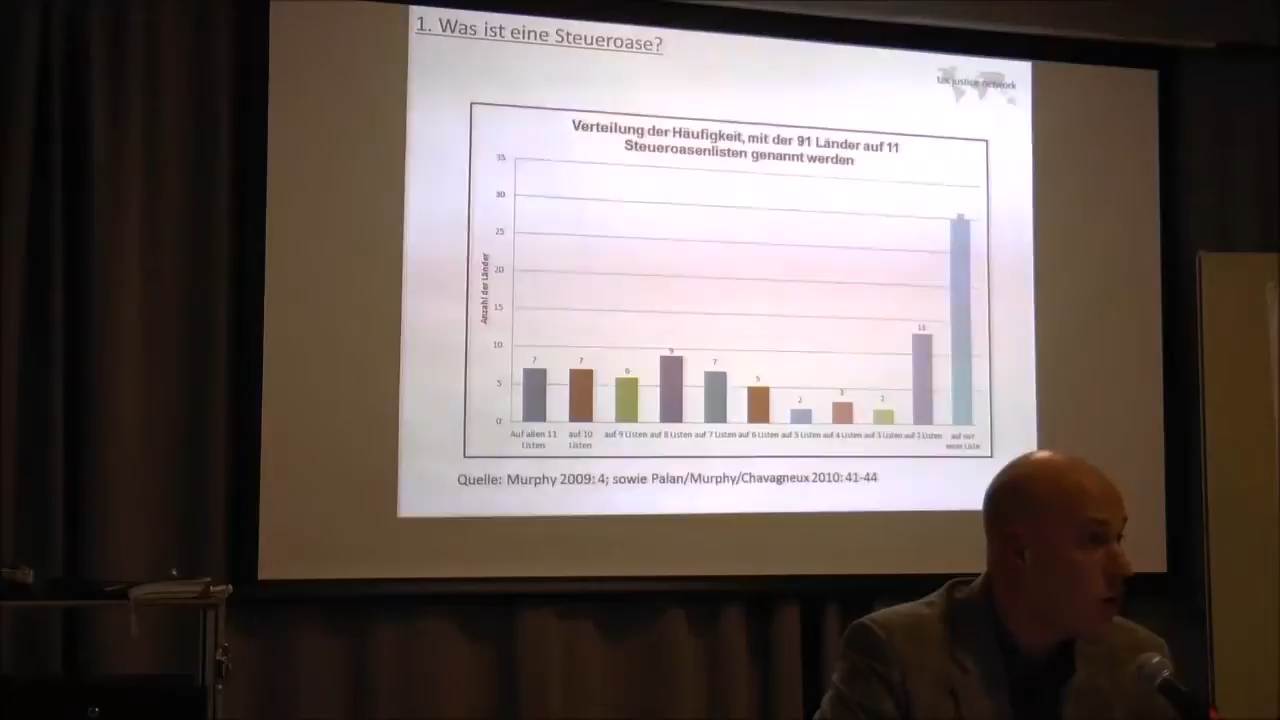 1. Was ist eine Steueroase?
tax justice network
Verteilung der Häufigkeit, mit der 91 Länder auf 11
Steueroasenlisten genannt werden
Anzahl der Länder
35
30
25
20
15
10
5
0
7
7
6
9
7
5
2
3
2
Auf allen 11 Listen
auf 10 Listen
auf 9 Listen
auf 8 Listen
auf 7 Listen
auf 6 Listen
auf 5 Listen
auf 4 Listen
auf 3 Listen
auf 2 Listen
auf nur einer Liste
Quelle: Murphy 2009: 4; sowie Palan/Murphy/Chavagneux 2010: 41-44